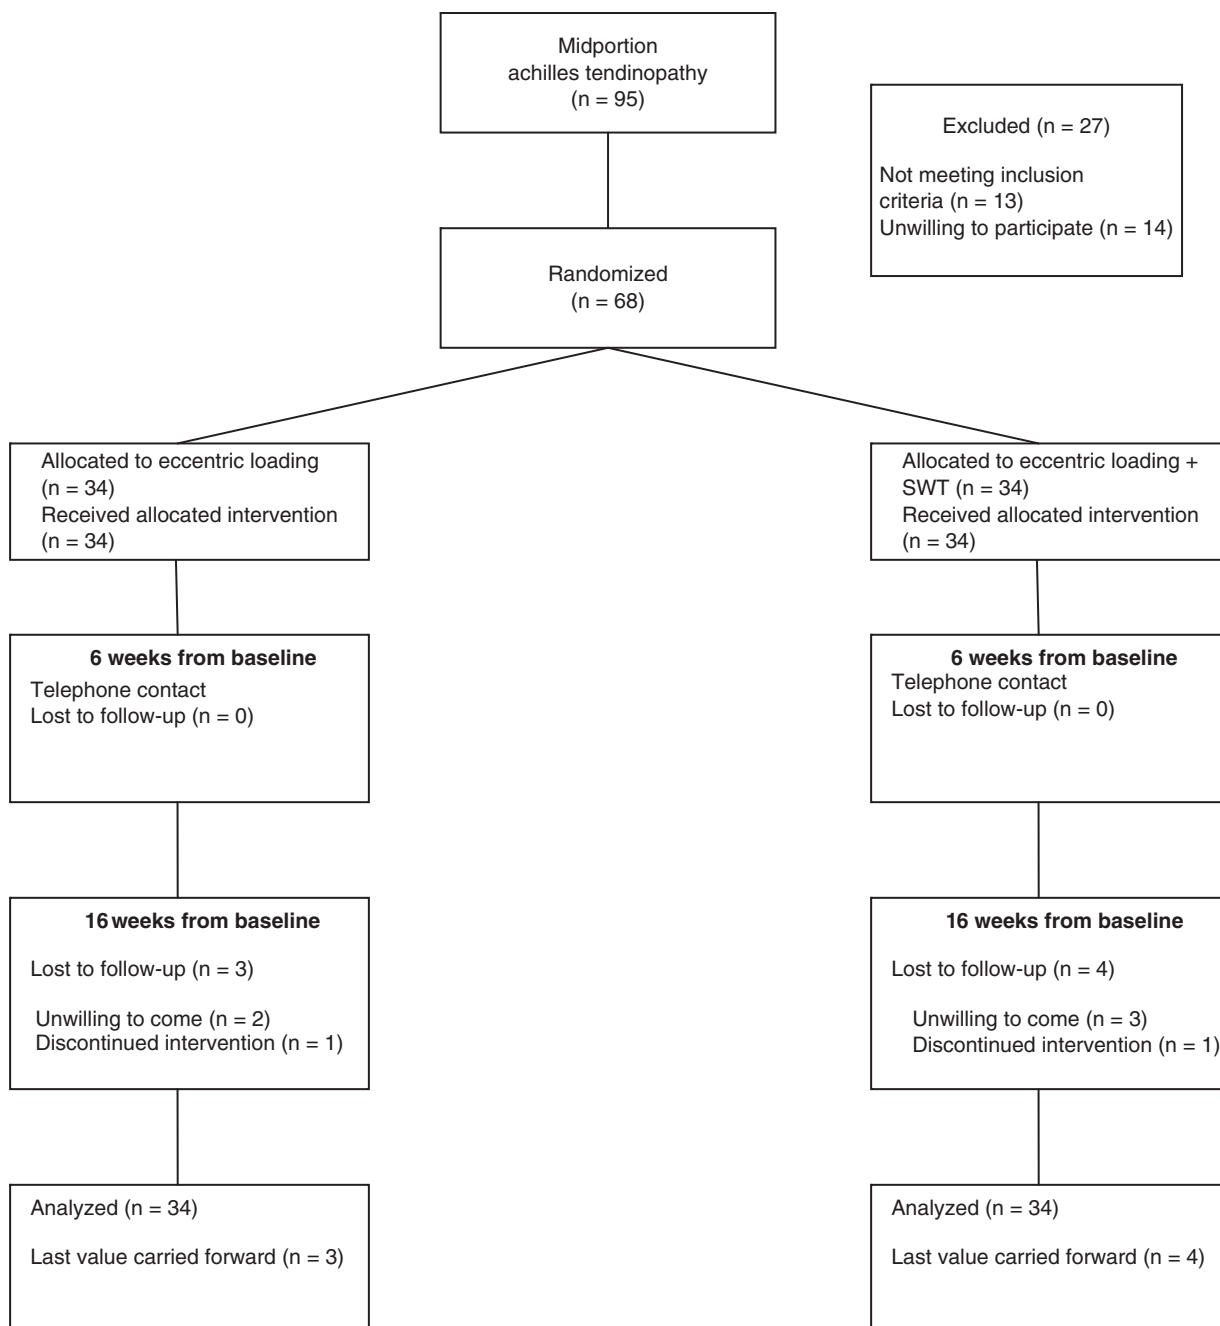 Midportion
achilles tendinopathy
(n = 95)
Excluded (n = 27)
Not meeting inclusion
criteria (n = 13)
Unwilling to participate (n = 14)
Randomized
(n = 68)
Allocated to eccentric loading
(n = 34)
Received allocated intervention
(n = 34)
Allocated to eccentric loading +
SWT (n = 34)
Received allocated intervention
(n = 34)
6 weeks from baseline
Telephone contact
Lost to follow-up (n = 0)
6 weeks from baseline
Telephone contact
Lost to follow-up (n = 0)
16 weeks from baseline
Lost to follow-up (n = 3)
Unwilling to come (n = 2)
Discontinued intervention (n = 1)
16 weeks from baseline
Lost to follow-up (n = 4)
Unwilling to come (n = 3)
Discontinued intervention (n = 1)
Analyzed (n = 34)
Last value carried forward (n = 3)
Analyzed (n = 34)
Last value carried forward (n = 4)